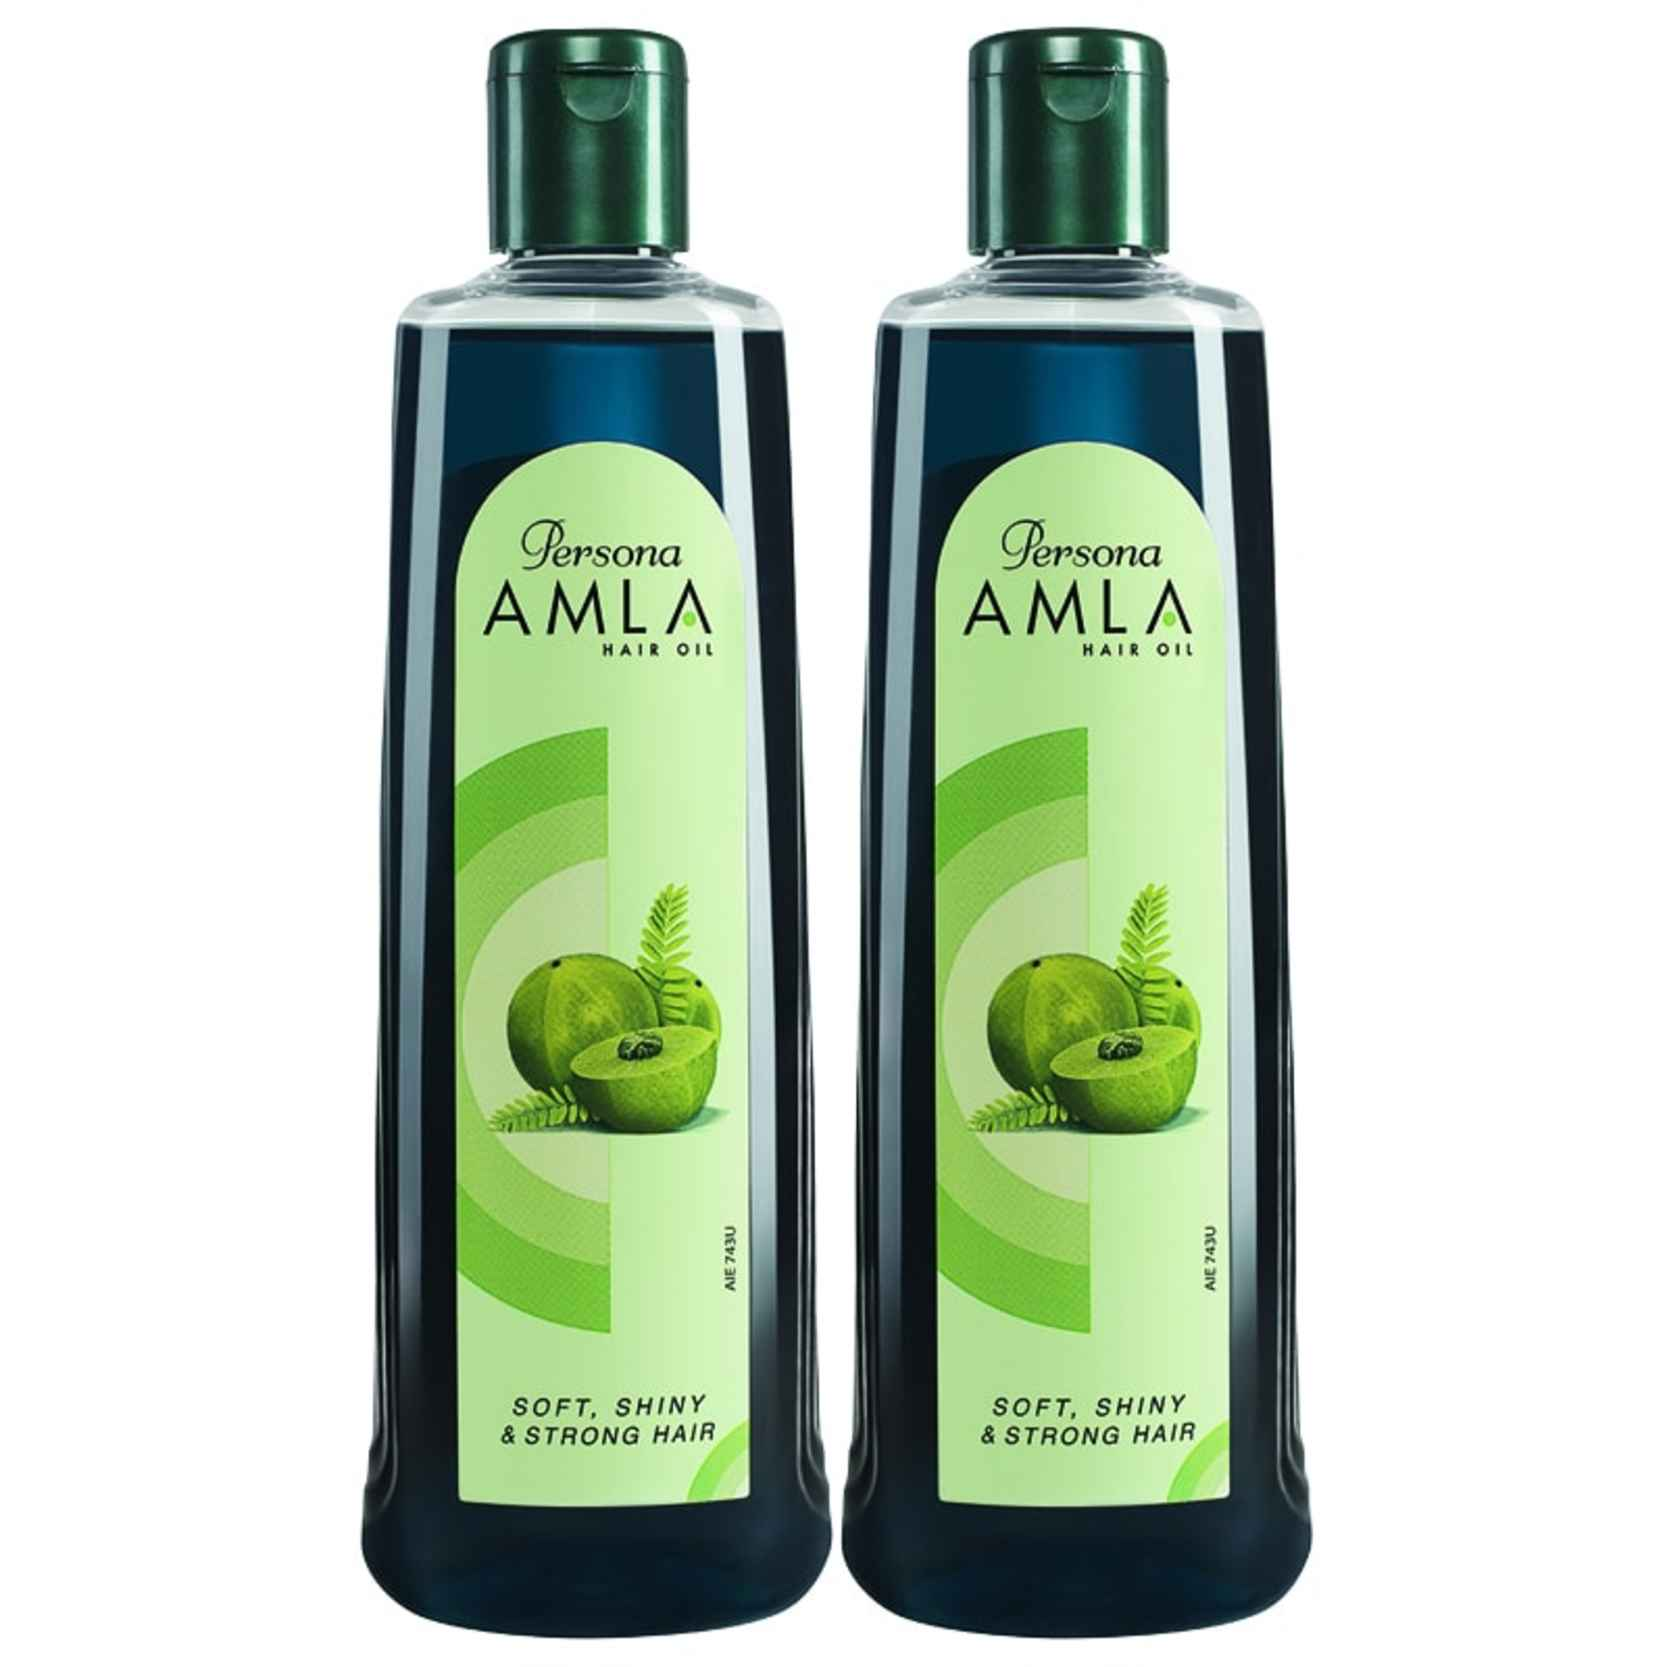 Persona
AMLA
HAIR OIL
AIE 743U
SOFT, SHINY
& STRONG HAIR
Persona
AMLA
HAIR OIL
AIE 743U
SOFT, SHINY
& STRONG HAIR